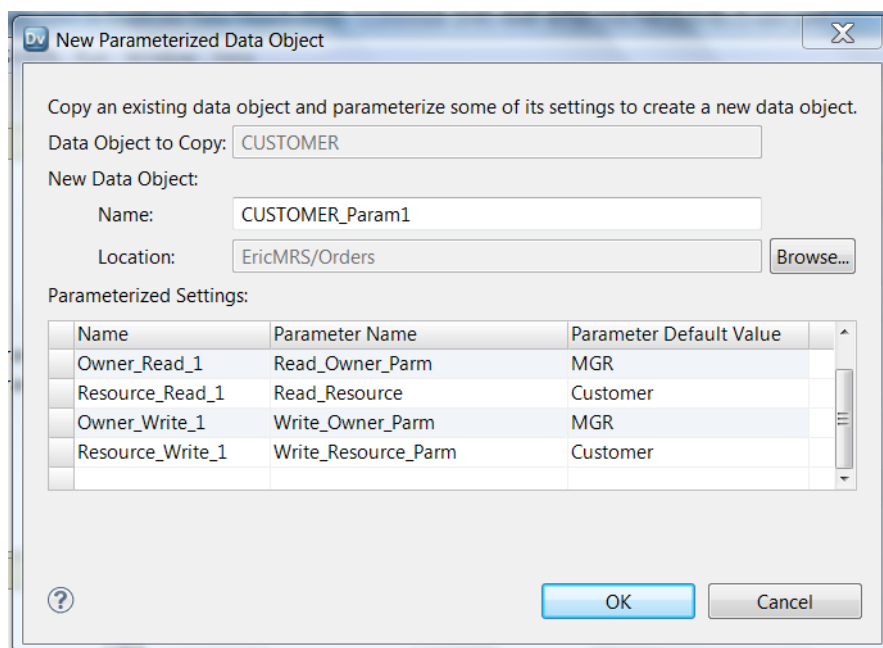 Dv New Parameterized Data Object
Copy an existing data object and parameterize some of its settings to create a new data object.
Data Object to Copy: CUSTOMER
New Data Object:
Name: CUSTOMER_Param1
Location: EricMRS/Orders Browse...
Parameterized Settings:
Name Parameter Name Parameter Default Value
Owner_Read_1 Read_Owner_Parm MGR
Resource_Read_1 Read_Resource Customer
Owner_Write_1 Write_Owner_Parm MGR
Resource_Write_1 Write_Resource_Parm Customer
? OK Cancel